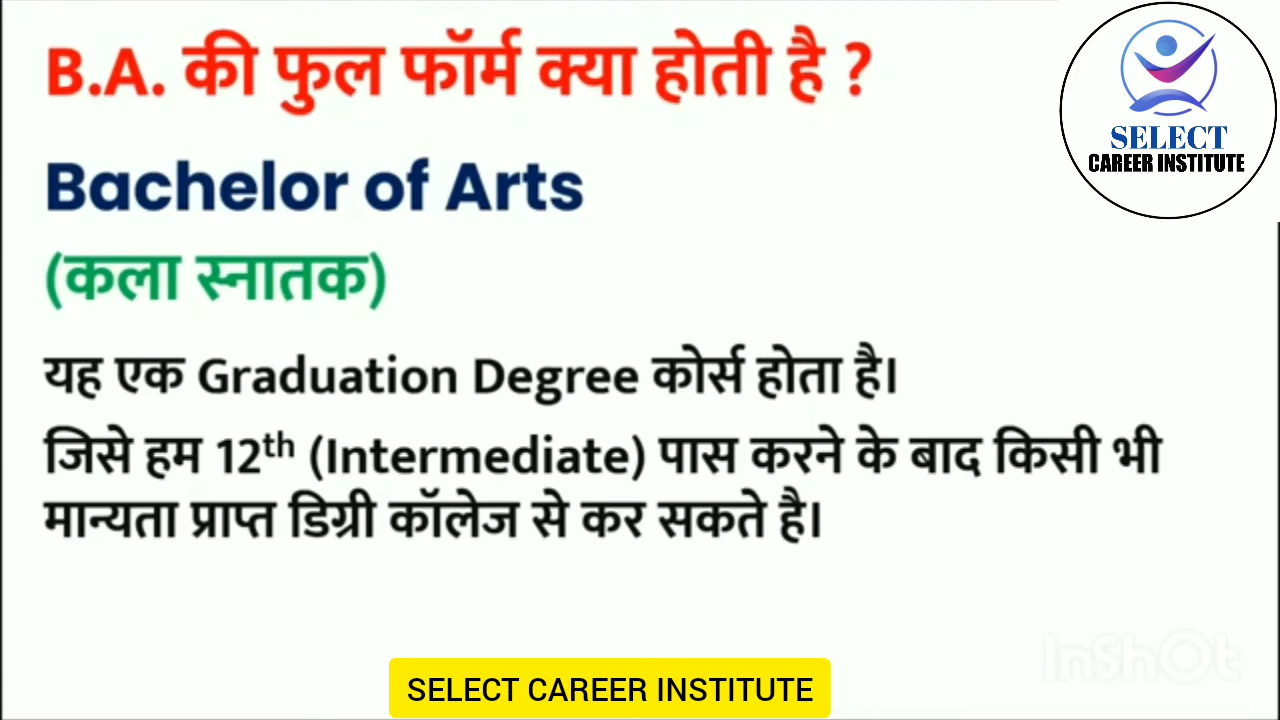 B.A. की फुल फॉर्म क्या होती है ?
SELECT
CAREER INSTITUTE
Bachelor of Arts
(कला स्नातक)
यह एक Graduation Degree कोर्स होता है।
जिसे हम 12th (Intermediate) पास करने के बाद किसी भी
मान्यता प्राप्त डिग्री कॉलेज से कर सकते है।
InShOt
SELECT CAREER INSTITUTE